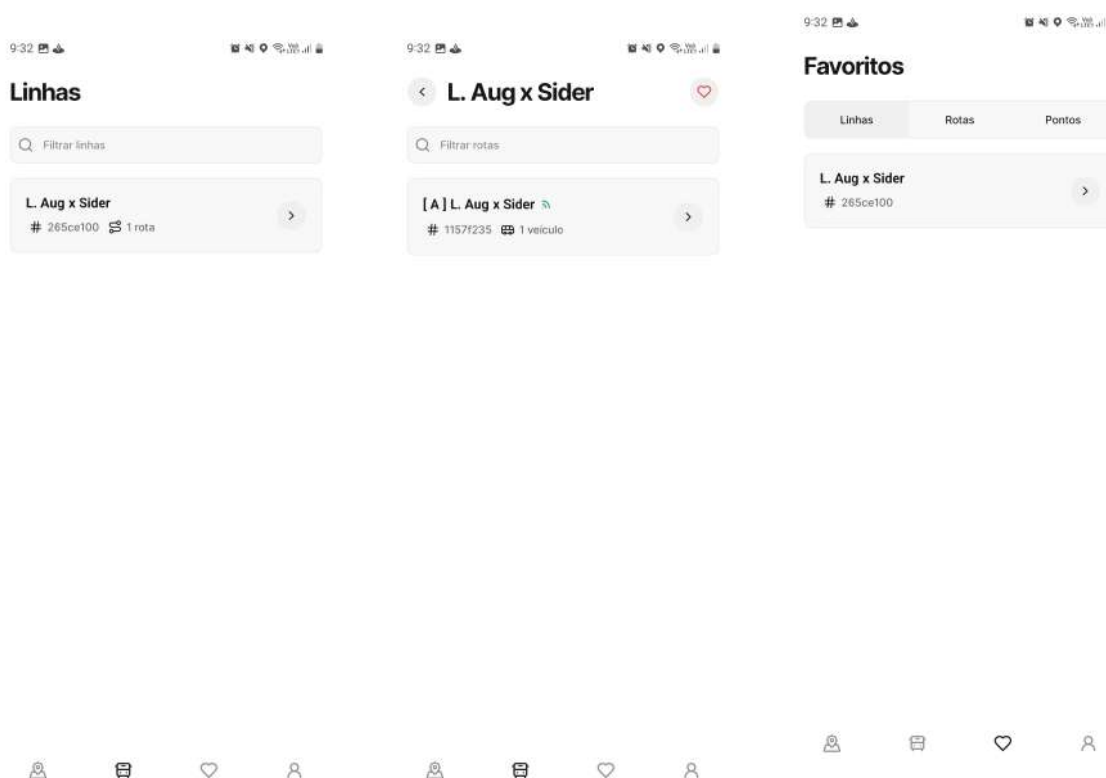 9:32
Linhas
Filtrar linhas
L. Aug x Sider
# 265ce100 1 rota
9:32
L. Aug x Sider
Filtrar rotas
[ A ] L. Aug x Sider
# 1157f235 1 veículo
9:32
Favoritos
Linhas Rotas Pontos
L. Aug x Sider
# 265ce100